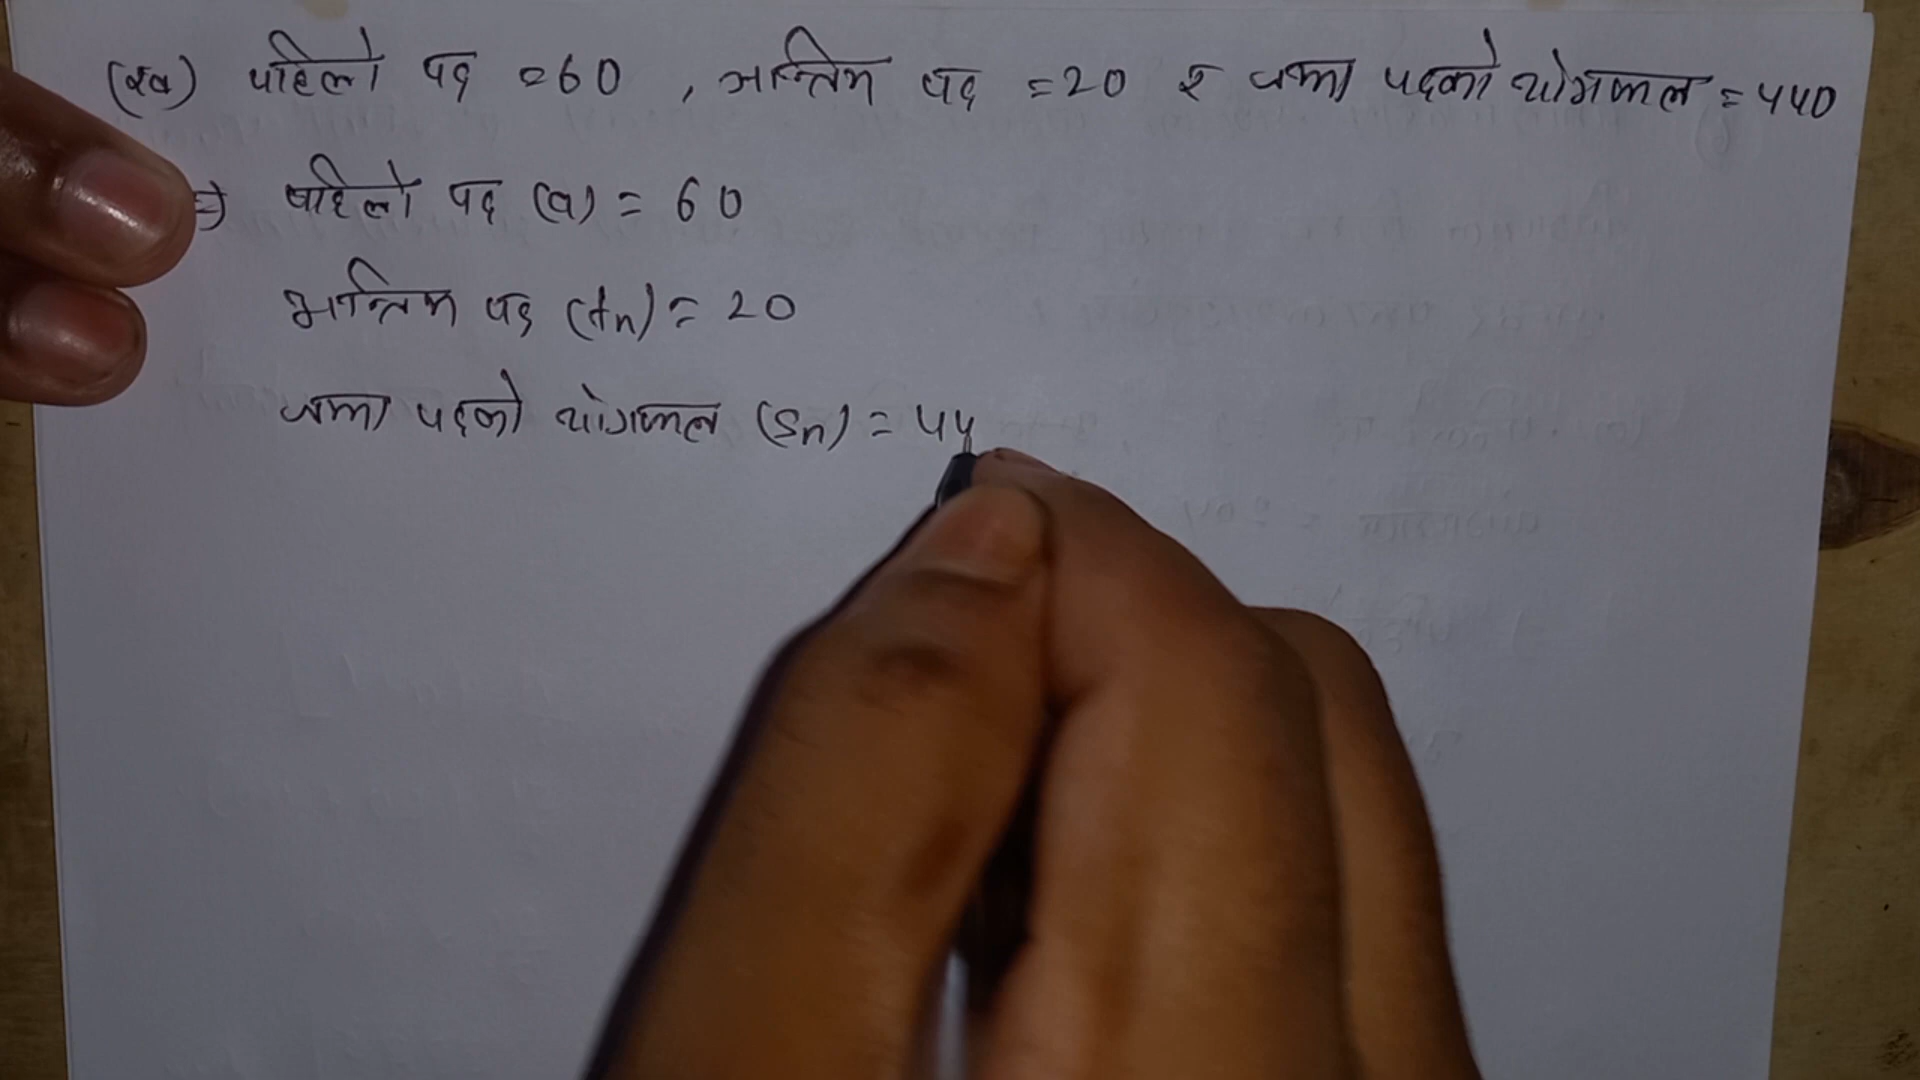 (ख) पहिलो पद = 60 , अन्तिम पद = 20 र जम्मा पदको योगफल = 440
=) पहिलो पद (a) = 60
अन्तिम पद (tn) = 20
जम्मा पदको योगफल (Sn) = 44